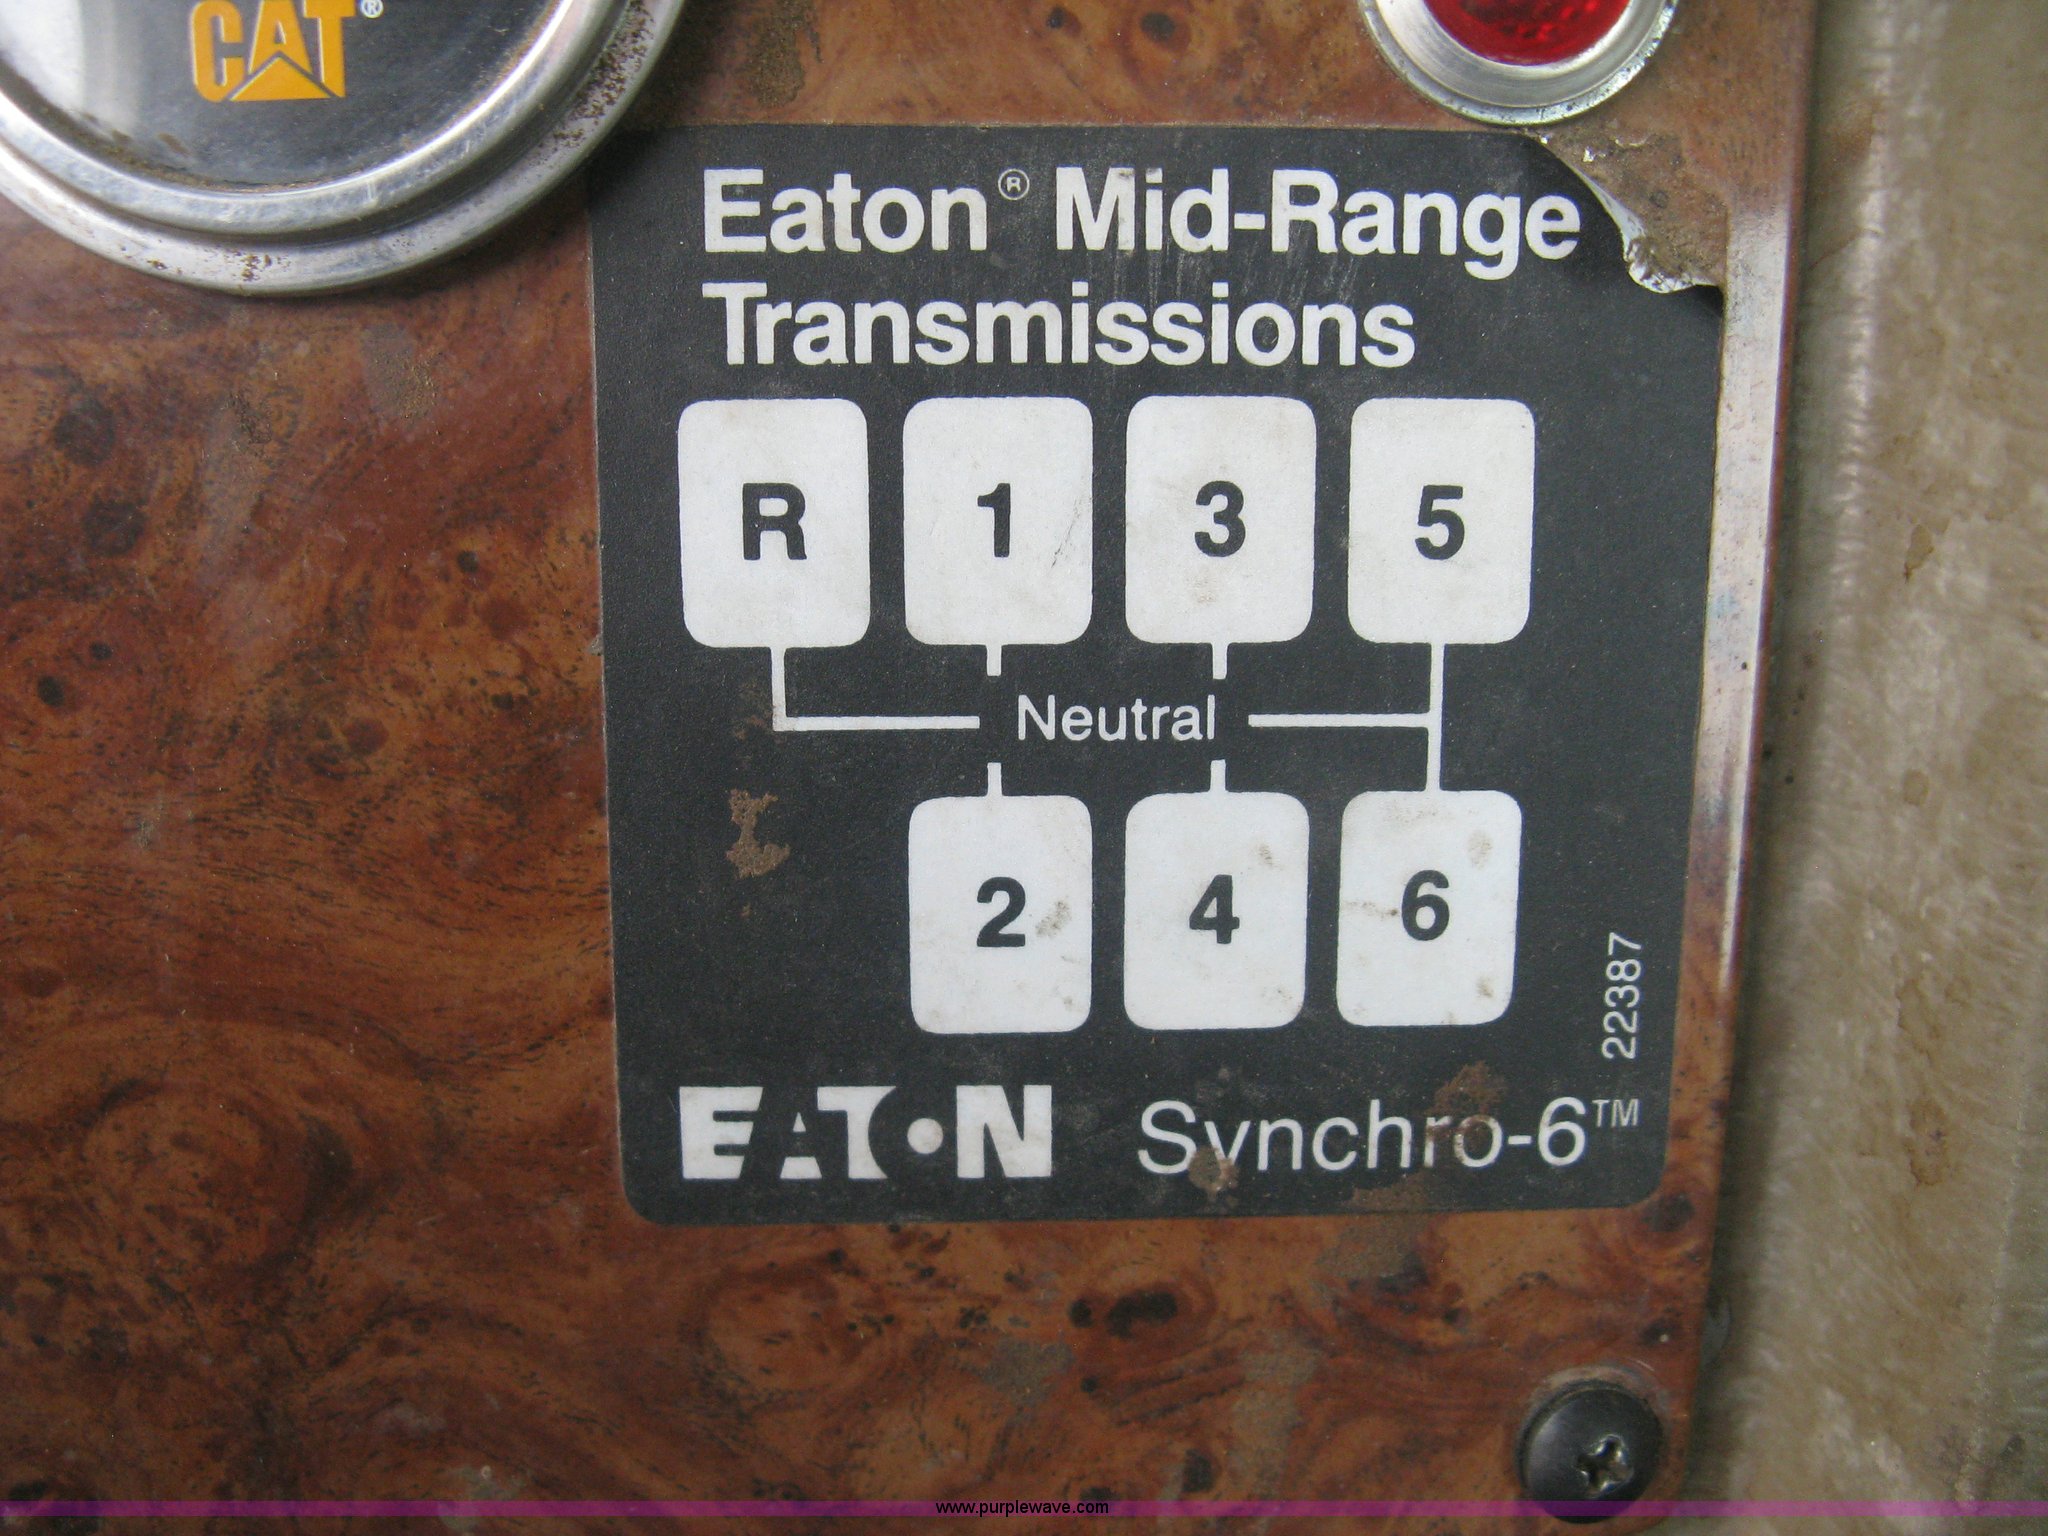 CAT®
Eaton® Mid-Range
Transmissions
R 1 3 5
Neutral
2 4 6
22387
EATON Synchro-6™
www.purplewave.com